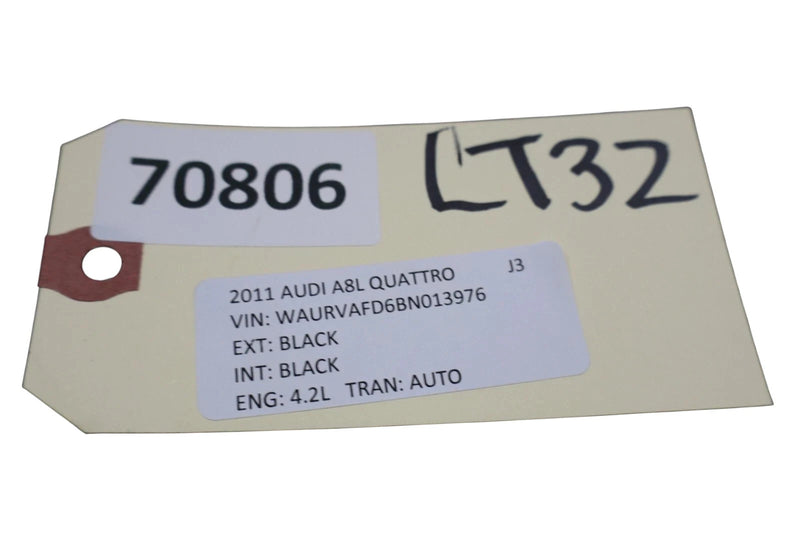 70806
LT32
2011 AUDI A8L QUATTRO J3
VIN: WAURVAFD6BN013976
EXT: BLACK
INT: BLACK
ENG: 4.2L TRAN: AUTO